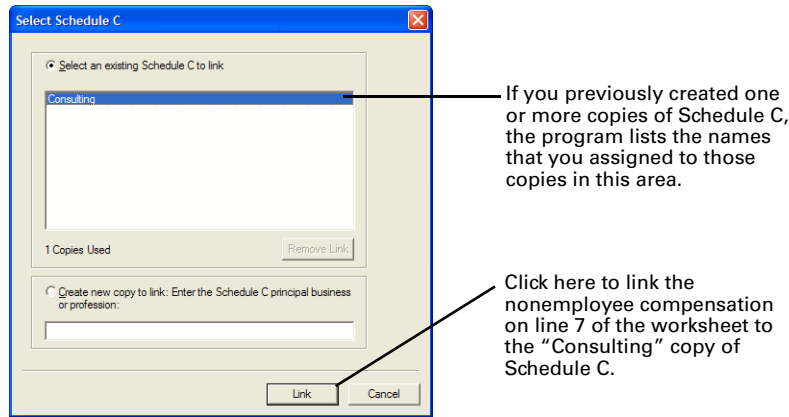 Select Schedule C
Select an existing Schedule C to link
Consulting
1 Copies Used
Remove Link
Create new copy to link: Enter the Schedule C principal business
or profession:
Link
Cancel
If you previously created one
or more copies of Schedule C,
the program lists the names
that you assigned to those
copies in this area.
Click here to link the
nonemployee compensation
on line 7 of the worksheet to
the “Consulting” copy of
Schedule C.